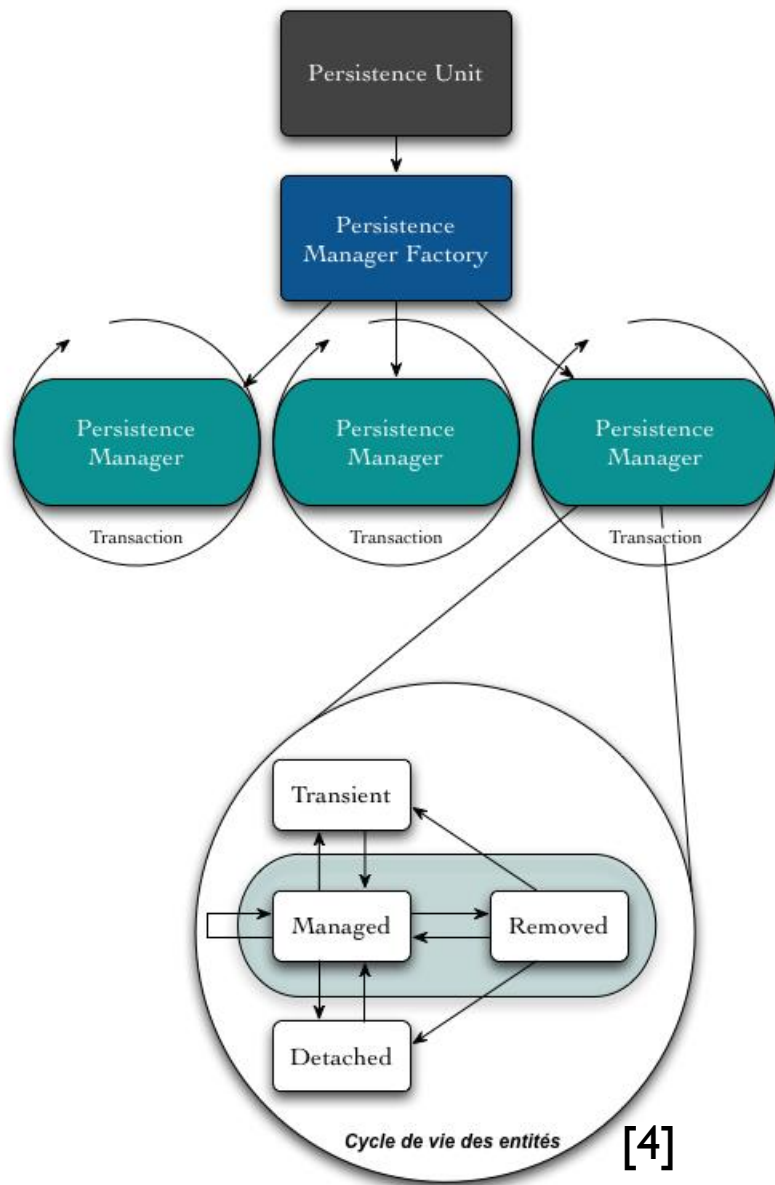 Persistence Unit
Persistence
Manager Factory
Persistence
Manager
Persistence
Manager
Persistence
Manager
Transaction
Transaction
Transaction
Transient
Managed
Removed
Detached
Cycle de vie des entités
[4]